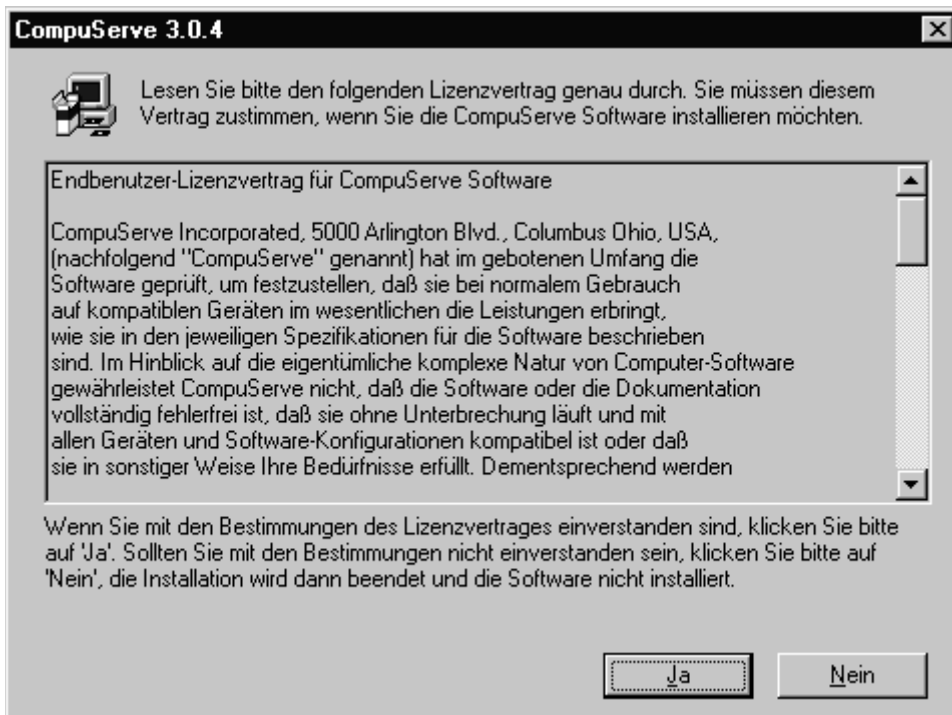 CompuServe 3.0.4
Lesen Sie bitte den folgenden Lizenzvertrag genau durch. Sie müssen diesem
Vertrag zustimmen, wenn Sie die CompuServe Software installieren möchten.
Endbenutzer-Lizenzvertrag für CompuServe Software
CompuServe Incorporated, 5000 Arlington Blvd., Columbus Ohio, USA,
(nachfolgend "CompuServe" genannt) hat im gebotenen Umfang die
Software geprüft, um festzustellen, daß sie bei normalem Gebrauch
auf kompatiblen Geräten im wesentlichen die Leistungen erbringt,
wie sie in den jeweiligen Spezifikationen für die Software beschrieben
sind. Im Hinblick auf die eigentümliche komplexe Natur von Computer-Software
gewährleistet CompuServe nicht, daß die Software oder die Dokumentation
vollständig fehlerfrei ist, daß sie ohne Unterbrechung läuft und mit
allen Geräten und Software-Konfigurationen kompatibel ist oder daß
sie in sonstiger Weise Ihre Bedürfnisse erfüllt. Dementsprechend werden
Wenn Sie mit den Bestimmungen des Lizenzvertrages einverstanden sind, klicken Sie bitte
auf 'Ja'. Sollten Sie mit den Bestimmungen nicht einverstanden sein, klicken Sie bitte auf
'Nein', die Installation wird dann beendet und die Software nicht installiert.
Ja
Nein